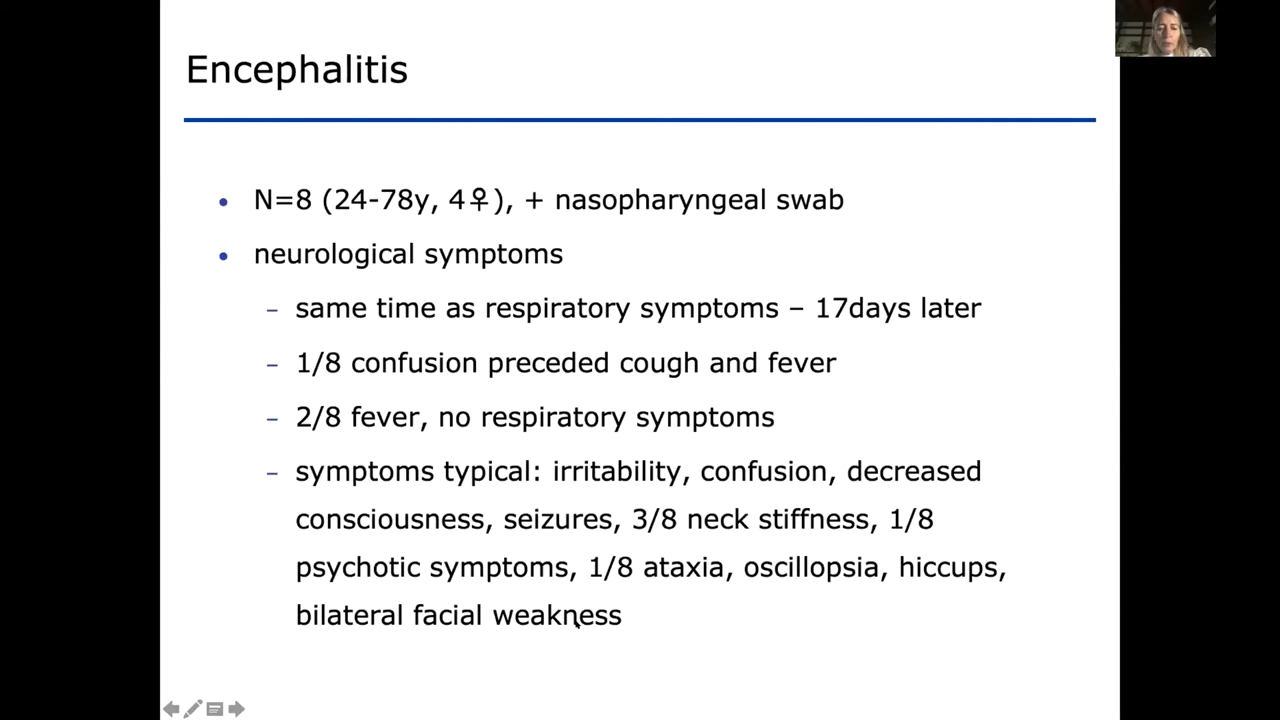 Encephalitis
• N=8 (24-78y, 4♀), + nasopharyngeal swab
• neurological symptoms
– same time as respiratory symptoms – 17days later
– 1/8 confusion preceded cough and fever
– 2/8 fever, no respiratory symptoms
– symptoms typical: irritability, confusion, decreased
consciousness, seizures, 3/8 neck stiffness, 1/8
psychotic symptoms, 1/8 ataxia, oscillopsia, hiccups,
bilateral facial weakness